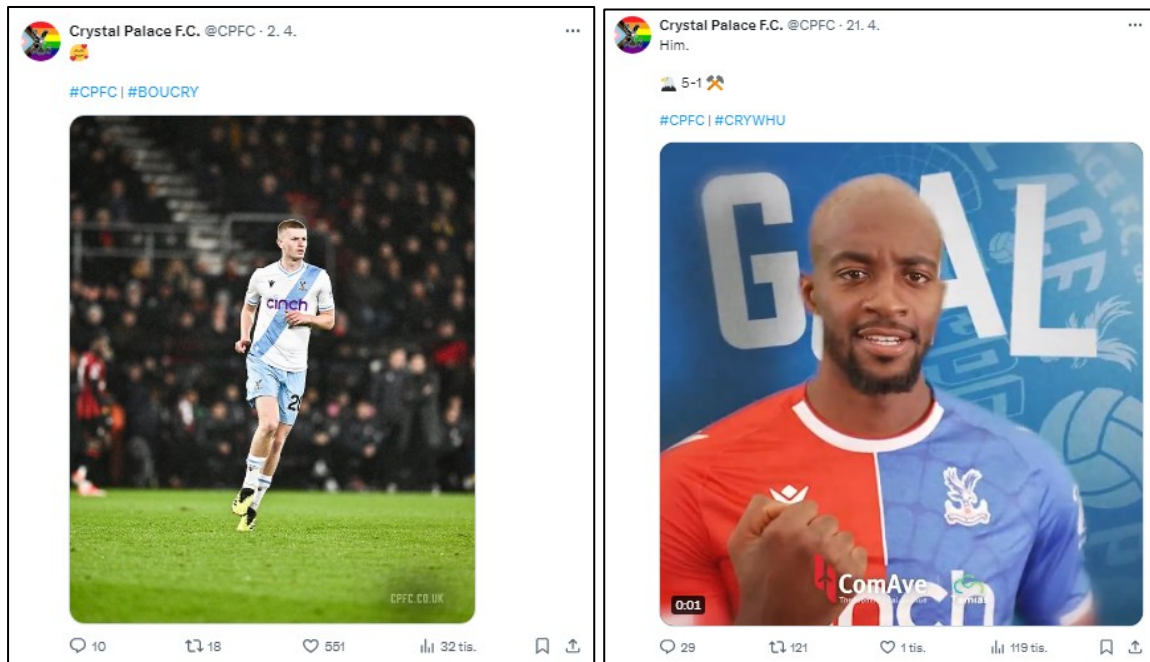 Crystal Palace F.C. @CPFC · 2. 4.
🥰
#CPFC | #BOUCRY
cinch
CPFC.CO.UK
10 18 551 32 tis.
Crystal Palace F.C. @CPFC · 21. 4.
Him.
🦅 5-1 ⚒
#CPFC | #CRYWHU
GOAL
ComAve
0:01
29 121 1 tis. 119 tis.